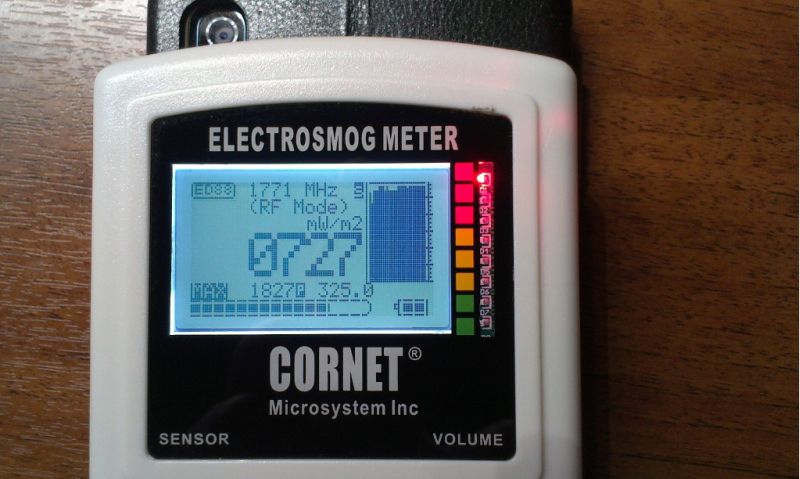 ELECTROSMOG METER
ED88 1771 MHz
(RF Mode)
mW/m2
0727
MAX 1827 325.0
CORNET®
Microsystem Inc
SENSOR VOLUME